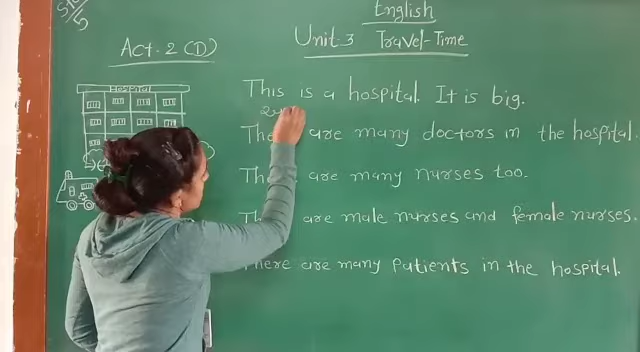 English
Unit-3 Travel-Time
Act-2 (D)
Hospital
This is a hospital. It is big.
are many doctors in the hospital.
are many nurses too.
are male nurses and female nurses.
There are many Patients in the hospital.